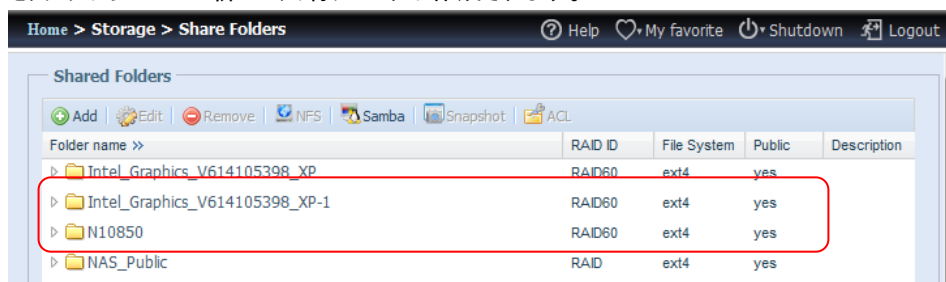 Home > Storage > Share Folders Help My favorite Shutdown Logout
Shared Folders
Add Edit Remove NFS Samba Snapshot ACL
Folder name » RAID ID File System Public Description
Intel_Graphics_V614105398_XP RAID60 ext4 yes
Intel_Graphics_V614105398_XP-1 RAID60 ext4 yes
N10850 RAID60 ext4 yes
NAS_Public RAID ext4 yes